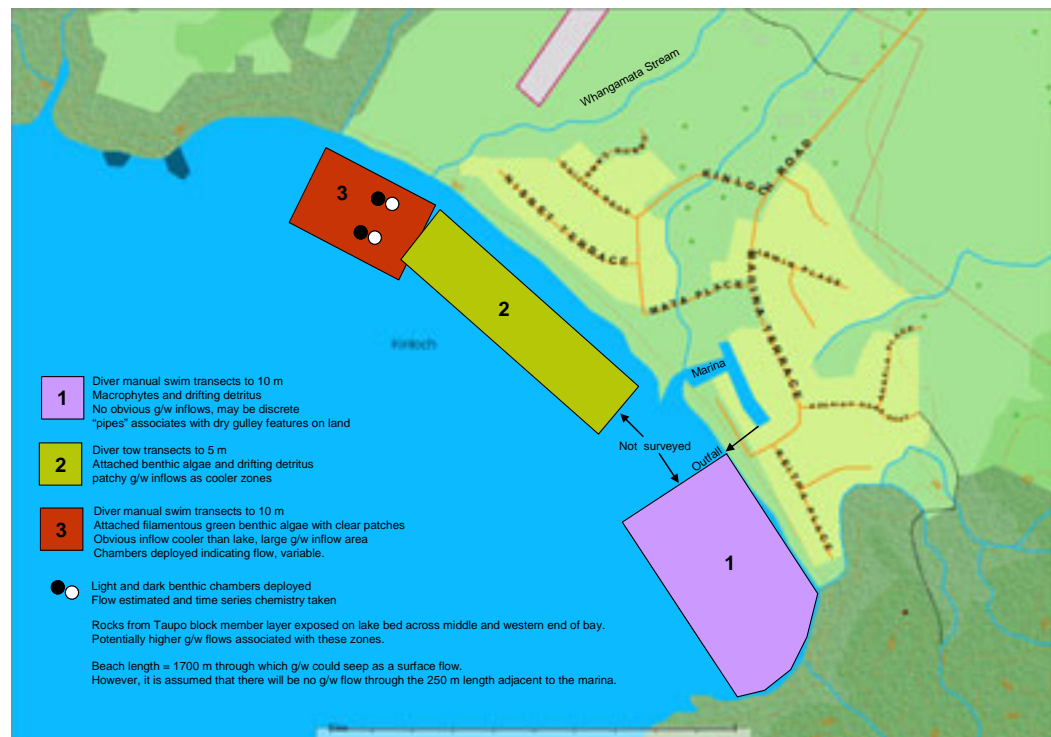 Whangamata Stream
KINLOCH ROAD
NISBET TERRACE
MATA PLACE
MARINA TERRACE
3
2
Kinloch
Marina
Not surveyed
Outfall
1
1
Diver manual swim transects to 10 m
Macrophytes and drifting detritus
No obvious g/w inflows, may be discrete
“pipes” associates with dry gulley features on land
2
Diver tow transects to 5 m
Attached benthic algae and drifting detritus
patchy g/w inflows as cooler zones
3
Diver manual swim transects to 10 m
Attached filamentous green benthic algae with clear patches
Obvious inflow cooler than lake, large g/w inflow area
Chambers deployed indicating flow, variable.
Light and dark benthic chambers deployed
Flow estimated and time series chemistry taken
Rocks from Taupo block member layer exposed on lake bed across middle and western end of bay.
Potentially higher g/w flows associated with these zones.
Beach length = 1700 m through which g/w could seep as a surface flow.
However, it is assumed that there will be no g/w flow through the 250 m length adjacent to the marina.